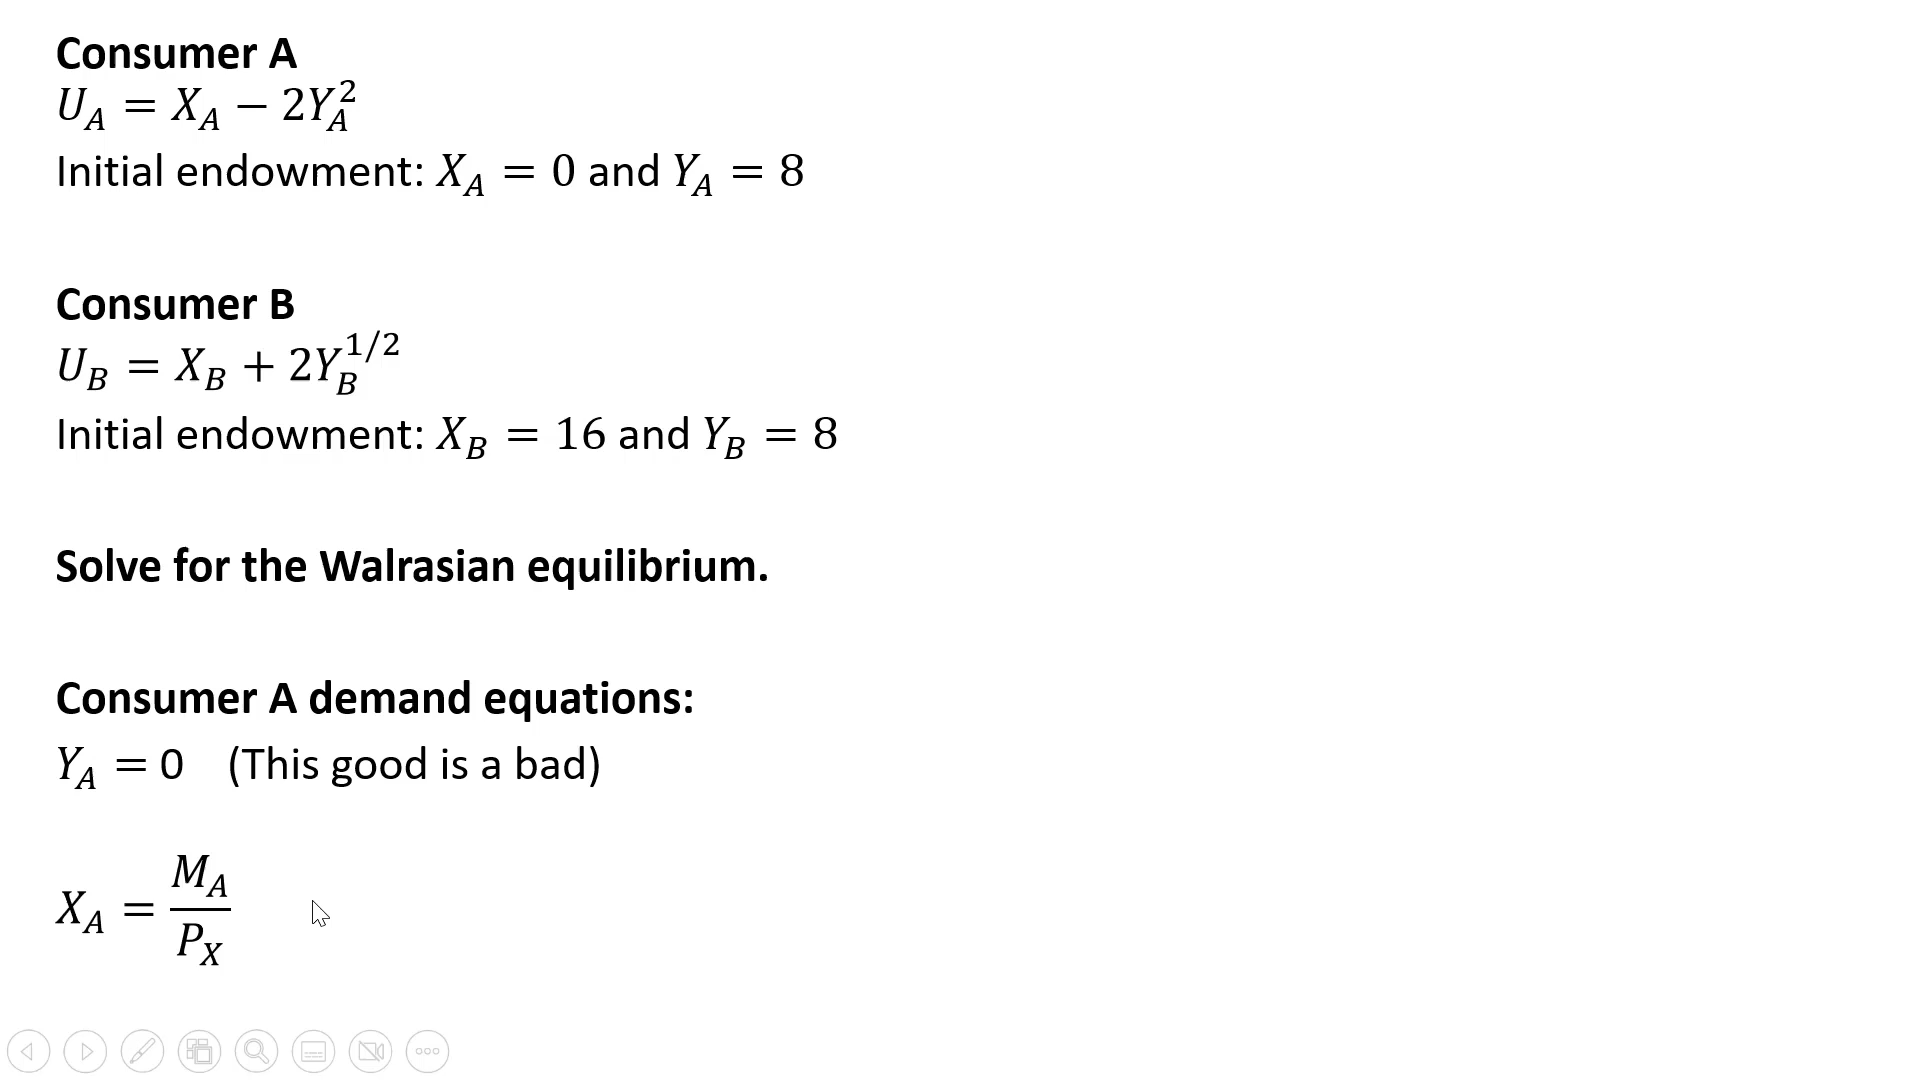 Consumer A
U_A = X_A − 2Y_A^2
Initial endowment: X_A = 0 and Y_A = 8
Consumer B
U_B = X_B + 2Y_B^{1/2}
Initial endowment: X_B = 16 and Y_B = 8
Solve for the Walrasian equilibrium.
Consumer A demand equations:
Y_A = 0 (This good is a bad)
X_A = M_A / P_X